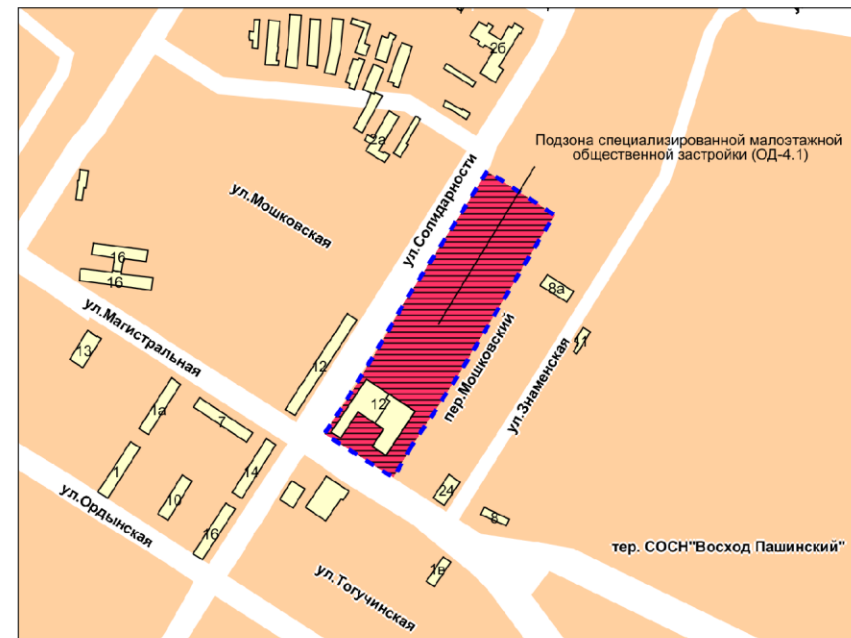 2б
2а
Подзона специализированной малоэтажной
общественной застройки (ОД-4.1)
ул.Мошковская
ул.Солидарности
16
16
8а
ул.Магистральная
пер.Мошковский
ул.Знаменская
13
12
12
1а
7
1
14
10
24
ул.Ордынская
16
тер. СОСН"Восход Пашинский"
ул.Тогучинская
1в